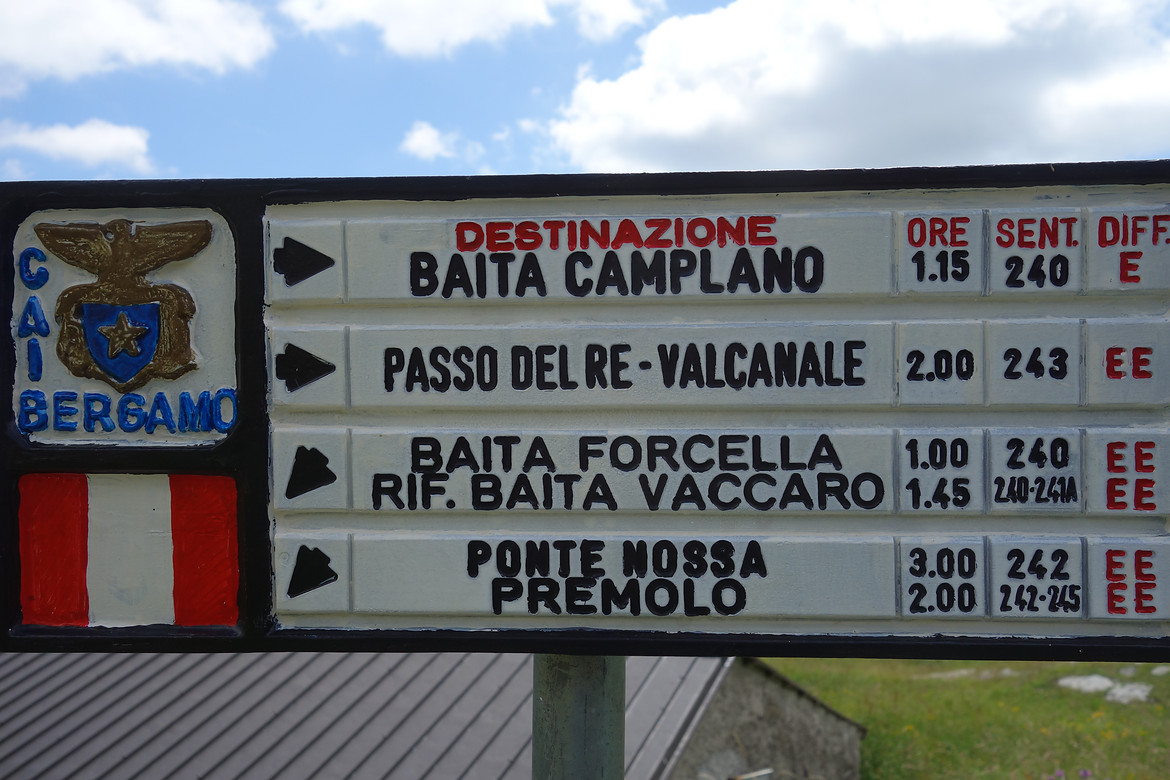 CAI
BERGAMO
DESTINAZIONE ORE SENT. DIFF.
BAITA CAMPLANO 1.15 240 E
PASSO DEL RE - VALCANALE 2.00 243 EE
BAITA FORCELLA 1.00 240 EE
RIF. BAITA VACCARO 1.45 240-241A EE
PONTE NOSSA 3.00 242 EE
PREMOLO 2.00 242-245 EE